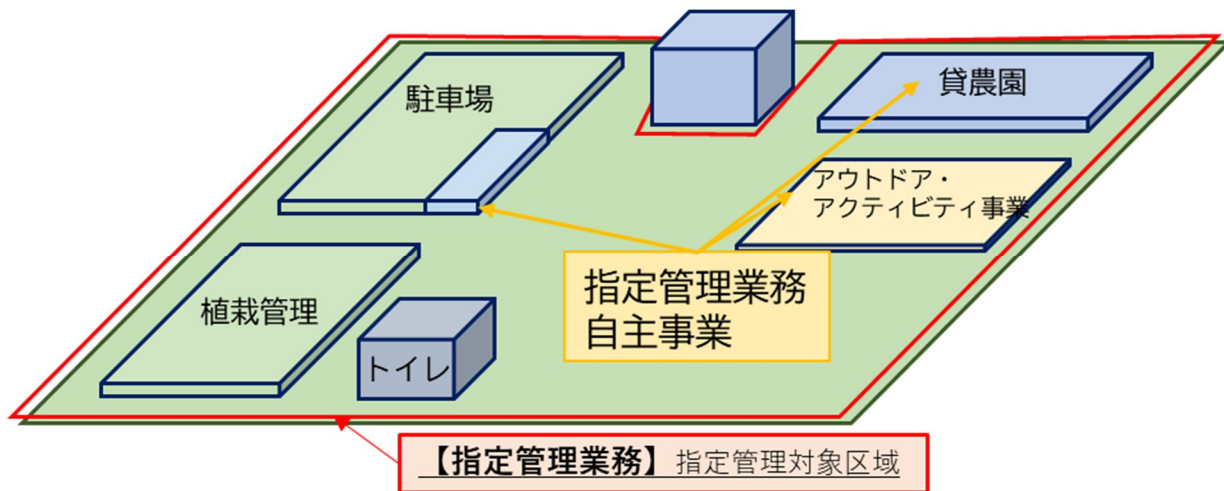 駐車場
貸農園
アウトドア・
アクティビティ事業
指定管理業務
自主事業
植栽管理
トイレ
【指定管理業務】指定管理対象区域